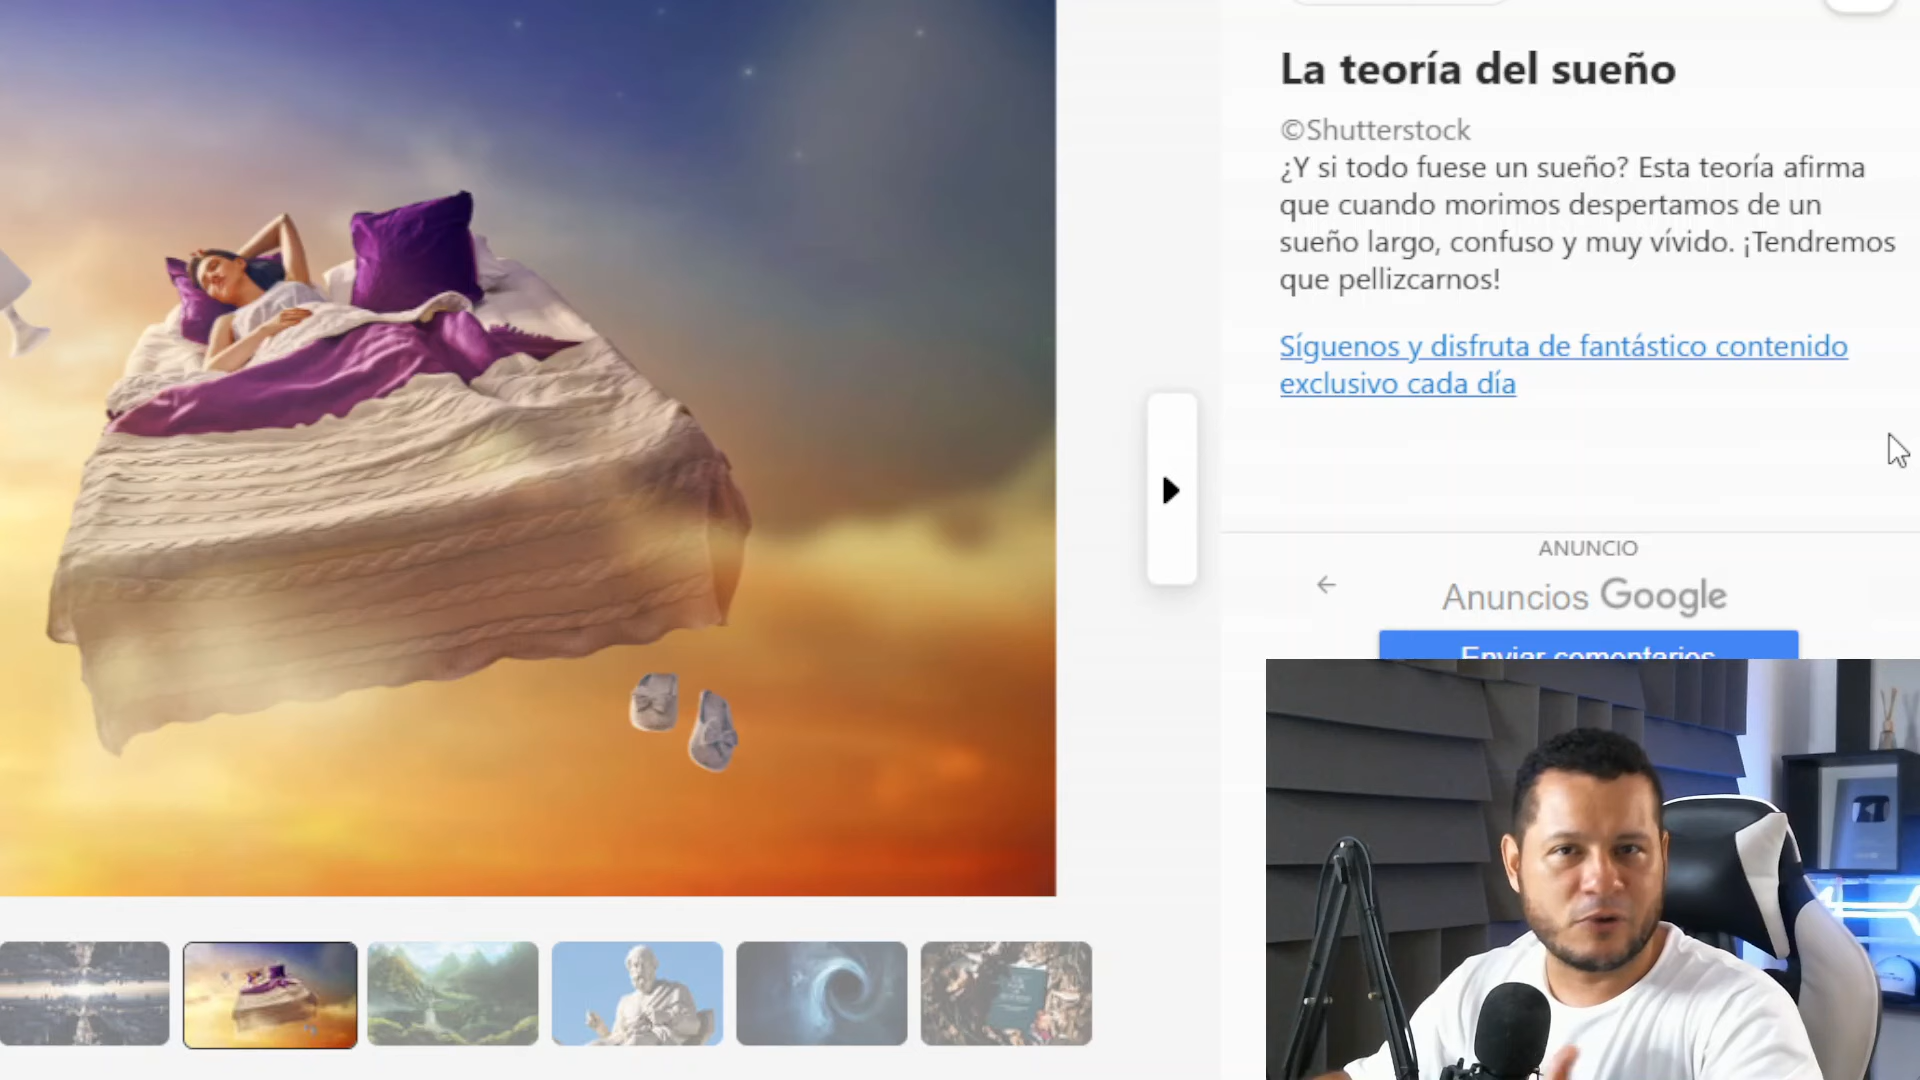 La teoría del sueño
©Shutterstock
¿Y si todo fuese un sueño? Esta teoría afirma
que cuando morimos despertamos de un
sueño largo, confuso y muy vívido. ¡Tendremos
que pellizcarnos!
Síguenos y disfruta de fantástico contenido
exclusivo cada día
ANUNCIO
Anuncios Google
Enviar comentarios